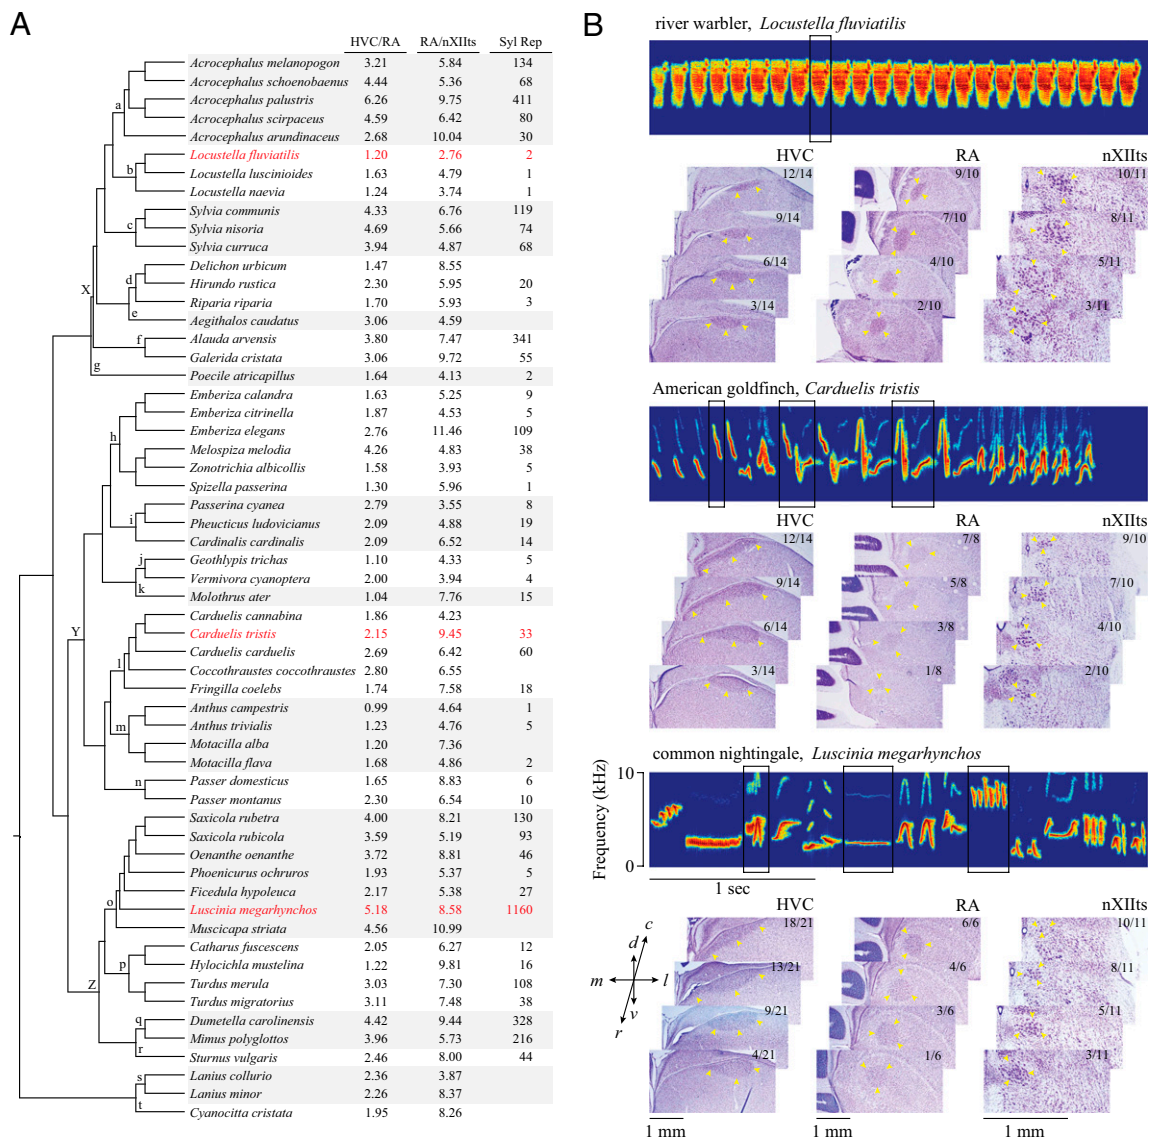 A
HVC/RA RA/nXIIts Syl Rep
Acrocephalus melanopogon 3.21 5.84 134
Acrocephalus schoenobaenus 4.44 5.36 68
a
Acrocephalus palustris 6.26 9.75 411
Acrocephalus scirpaceus 4.59 6.42 80
Acrocephalus arundinaceus 2.68 10.04 30
Locustella fluviatilis 1.20 2.76 2
b
Locustella luscinioides 1.63 4.79 1
Locustella naevia 1.24 3.74 1
Sylvia communis 4.33 6.76 119
c
Sylvia nisoria 4.69 5.66 74
Sylvia curruca 3.94 4.87 68
Delichon urbicum 1.47 8.55
X d
Hirundo rustica 2.30 5.95 20
Riparia riparia 1.70 5.93 3
e
Aegithalos caudatus 3.06 4.59
f
Alauda arvensis 3.80 7.47 341
Galerida cristata 3.06 9.72 55
g
Poecile atricapillus 1.64 4.13 2
Emberiza calandra 1.63 5.25 9
Emberiza citrinella 1.87 4.53 5
h
Emberiza elegans 2.76 11.46 109
Melospiza melodia 4.26 4.83 38
Zonotrichia albicollis 1.58 3.93 5
Spizella passerina 1.30 5.96 1
Passerina cyanea 2.79 3.55 8
i
Pheucticus ludovicianus 2.09 4.88 19
Cardinalis cardinalis 2.09 6.52 14
j
Geothlypis trichas 1.10 4.33 5
Vermivora cyanoptera 2.00 3.94 4
k
Molothrus ater 1.04 7.76 15
Carduelis cannabina 1.86 4.23
Y
Carduelis tristis 2.15 9.45 33
Carduelis carduelis 2.69 6.42 60
l
Coccothraustes coccothraustes 2.80 6.55
Fringilla coelebs 1.74 7.58 18
Anthus campestris 0.99 4.64 1
m
Anthus trivialis 1.23 4.76 5
Motacilla alba 1.20 7.36
Motacilla flava 1.68 4.86 2
n
Passer domesticus 1.65 8.83 6
Passer montanus 2.30 6.54 10
Saxicola rubetra 4.00 8.21 130
Saxicola rubicola 3.59 5.19 93
Oenanthe oenanthe 3.72 8.81 46
Phoenicurus ochruros 1.93 5.37 5
Ficedula hypoleuca 2.17 5.38 27
o
Luscinia megarhynchos 5.18 8.58 1160
Muscicapa striata 4.56 10.99
Catharus fuscescens 2.05 6.27 12
p
Hylocichla mustelina 1.22 9.81 16
Z
Turdus merula 3.03 7.30 108
Turdus migratorius 3.11 7.48 38
q
Dumetella carolinensis 4.42 9.44 328
Mimus polyglottos 3.96 5.73 216
r
Sturnus vulgaris 2.46 8.00 44
s
Lanius collurio 2.36 3.87
Lanius minor 2.26 8.37
t
Cyanocitta cristata 1.95 8.26
B
river warbler, Locustella fluviatilis
HVC RA nXIIts
12/14 9/10 10/11
9/14 7/10 8/11
6/14 4/10 5/11
3/14 2/10 3/11
American goldfinch, Carduelis tristis
HVC RA nXIIts
12/14 7/8 9/10
9/14 5/8 7/10
6/14 3/8 4/10
3/14 1/8 2/10
common nightingale, Luscinia megarhynchos
10
Frequency (kHz)
0
1 sec
HVC RA nXIIts
18/21 6/6 10/11
13/21 4/6 8/11
9/21 3/6 5/11
4/21 1/6 3/11
c
d
m l
v
r
1 mm 1 mm 1 mm